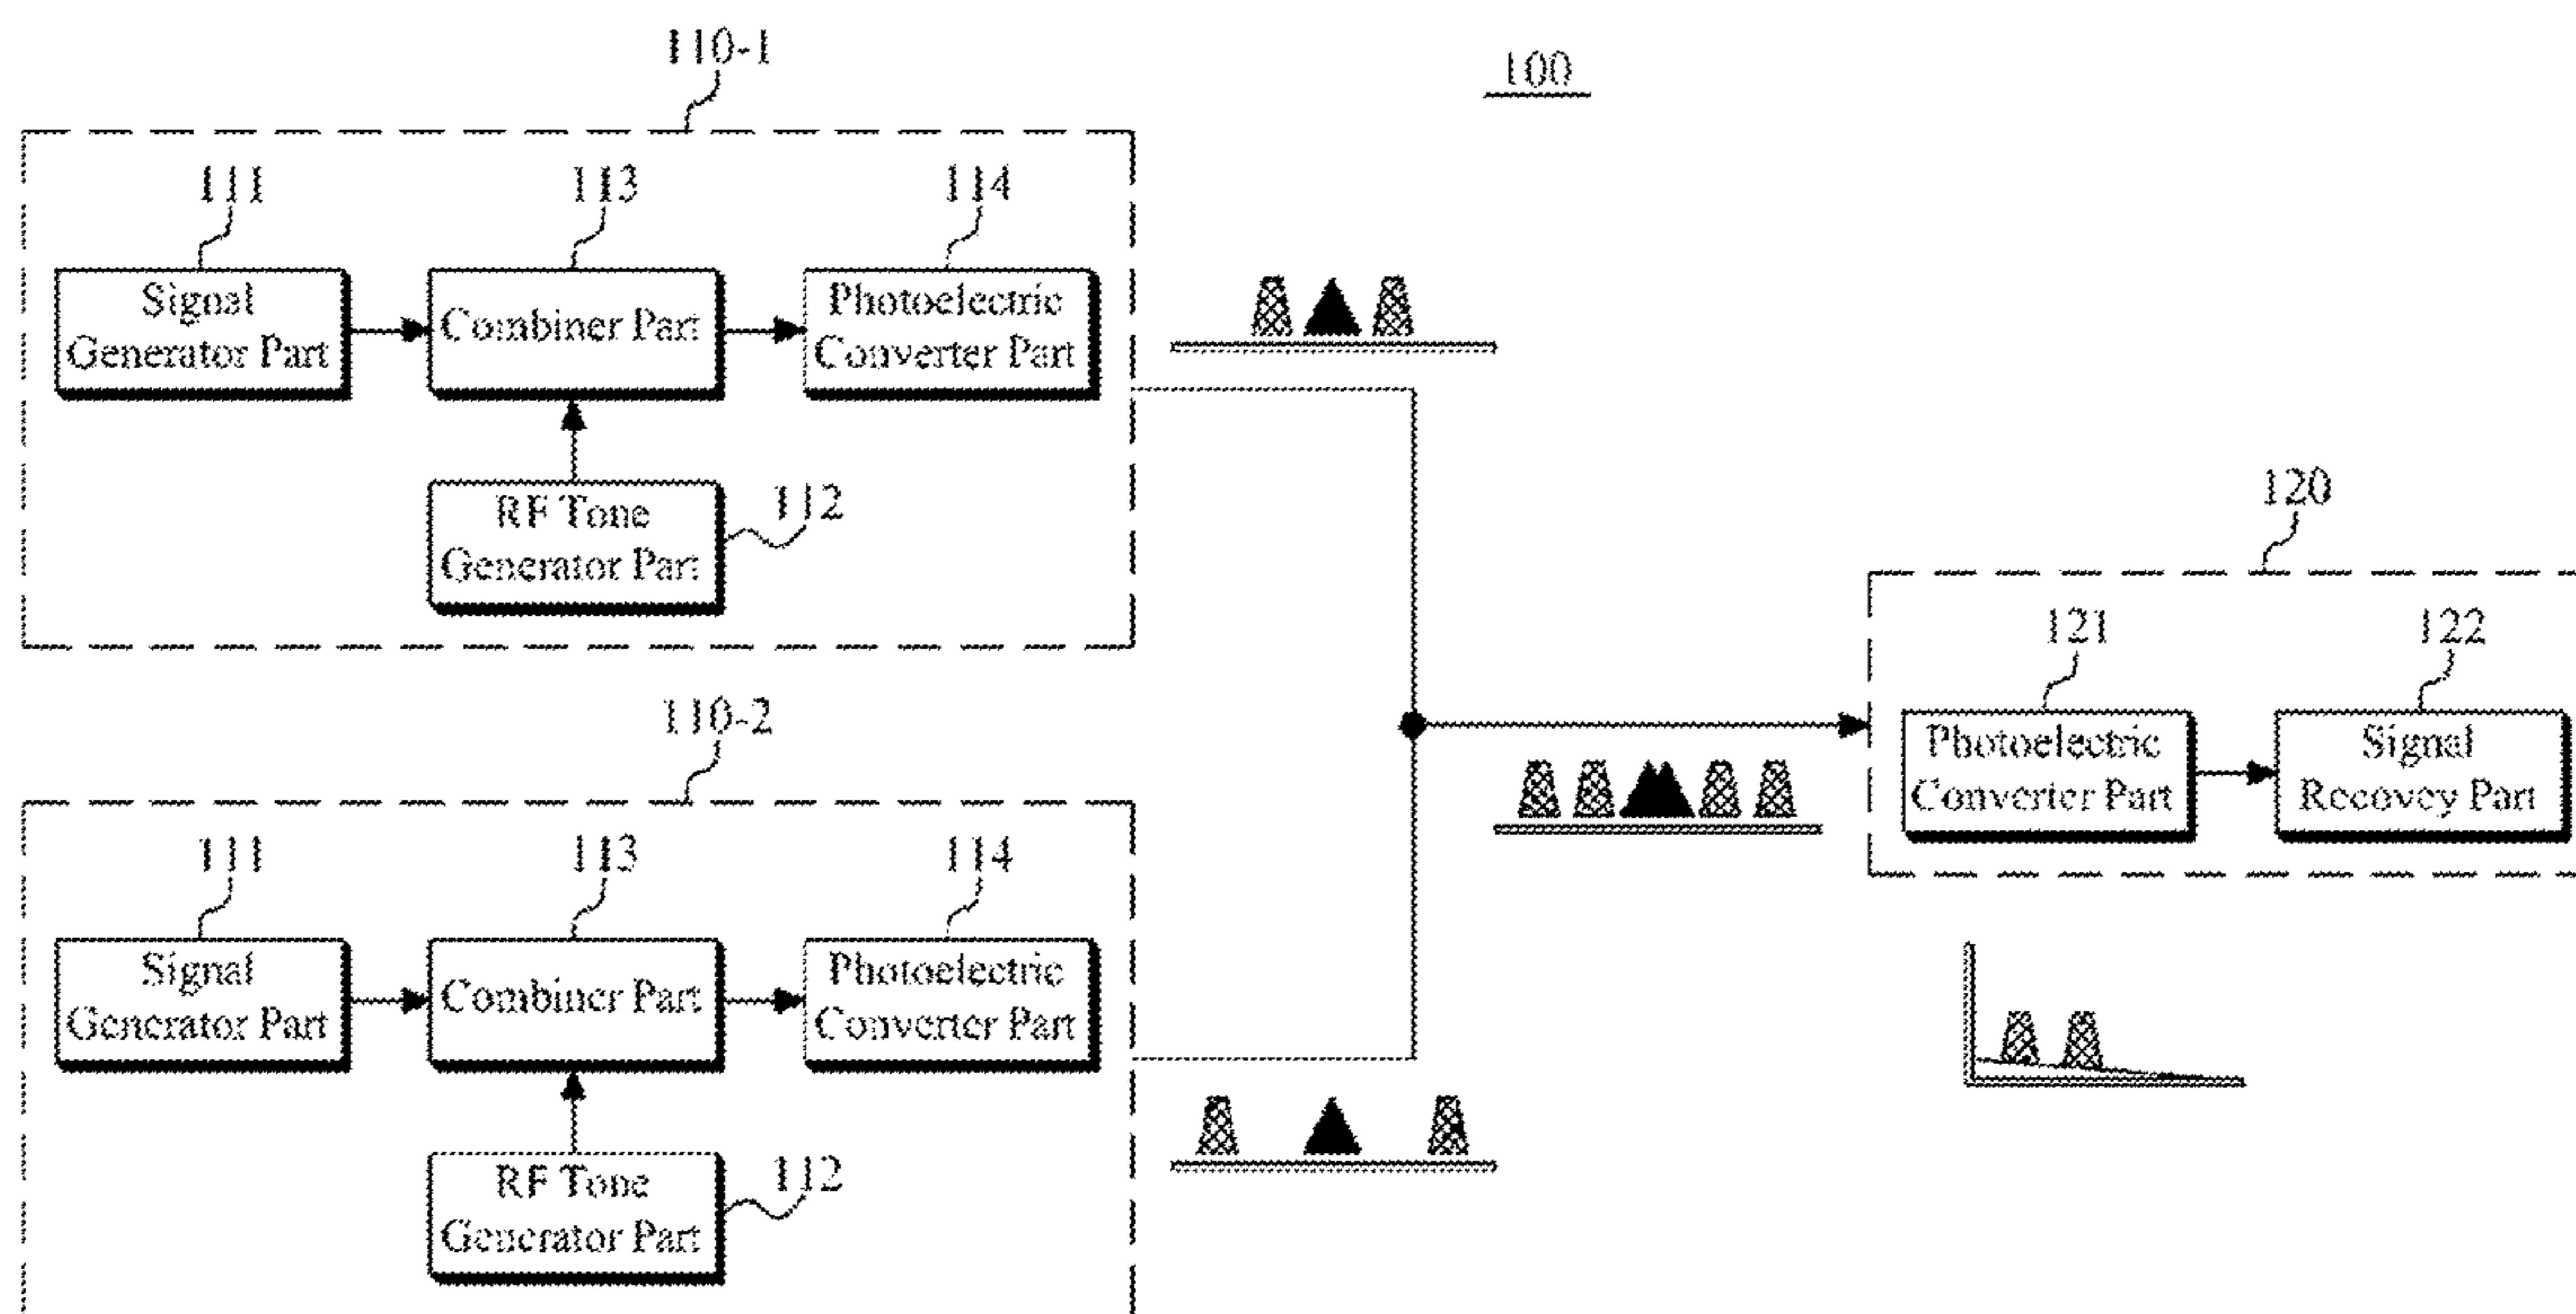 110-1
100
111
113
114
Signal
Generator Part
Combiner Part
Photoelectric
Converter Part
RF Tone
Generator Part
112
120
121
122
Photoelectric
Converter Part
Signal
Recovey Part
110-2
111
113
114
Signal
Generator Part
Combiner Part
Photoelectric
Converter Part
RF Tone
Generator Part
112